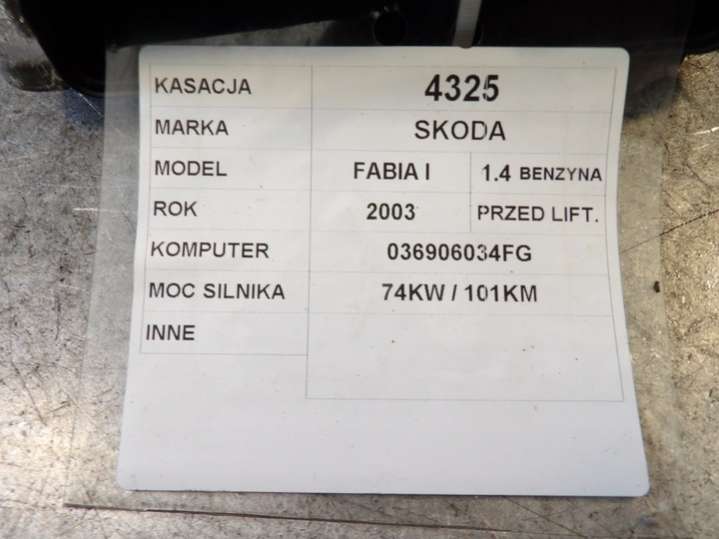 KASACJA 4325
MARKA SKODA
MODEL FABIA I 1.4 BENZYNA
ROK 2003 PRZED LIFT.
KOMPUTER 036906034FG
MOC SILNIKA 74KW / 101KM
INNE